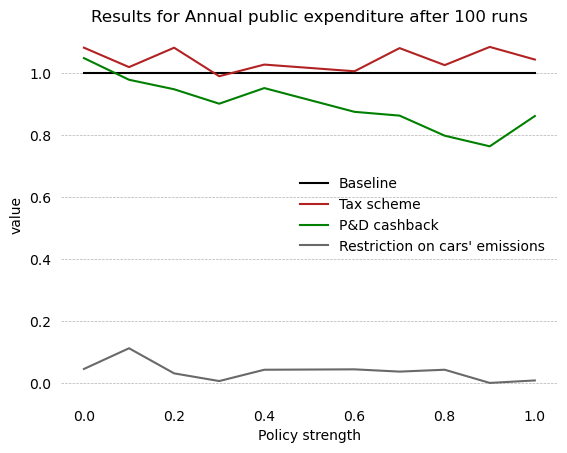 Results for Annual public expenditure after 100 runs
value
1.0
0.8
0.6
0.4
0.2
0.0
Baseline
Tax scheme
P&D cashback
Restriction on cars' emissions
0.0 0.2 0.4 0.6 0.8 1.0
Policy strength